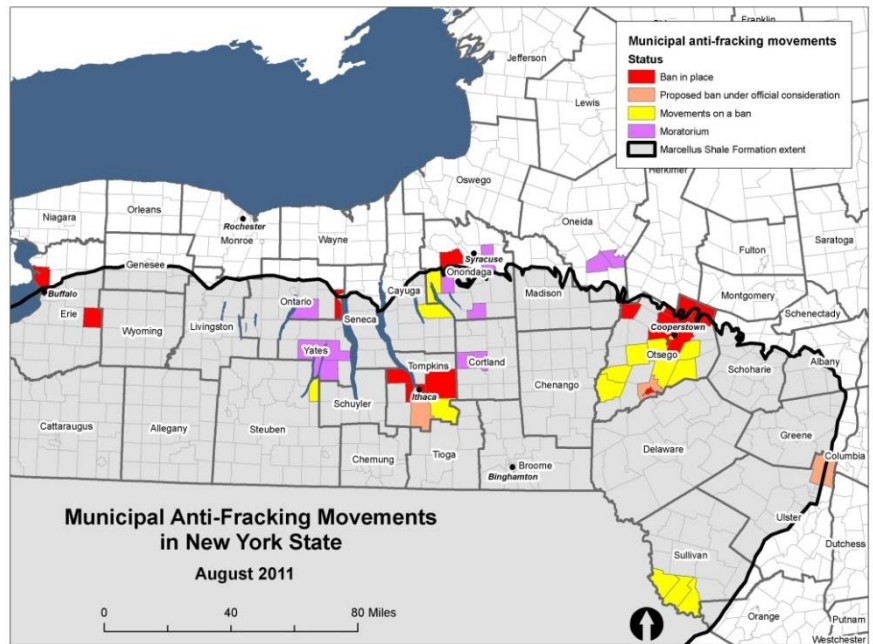 Municipal anti-fracking movements
Status
Ban in place
Proposed ban under official consideration
Movements on a ban
Moratorium
Marcellus Shale Formation extent
Franklin
Jefferson
Lewis
Herkimer
Oswego
Oneida
Niagara
Orleans
Rochester
Monroe
Wayne
Fulton
Saratoga
Genesee
Syracuse
Onondaga
Cayuga
Madison
Montgomery
Schenectady
Buffalo
Erie
Wyoming
Livingston
Ontario
Seneca
Cooperstown
Otsego
Schoharie
Albany
Yates
Tompkins
Cortland
Chenango
Ithaca
Schuyler
Cattaraugus
Allegany
Steuben
Chemung
Tioga
Broome
Binghamton
Delaware
Greene
Columbia
Ulster
Sullivan
Dutchess
Orange
Putnam
Westchester
Municipal Anti-Fracking Movements
in New York State
August 2011
0 40 80 Miles